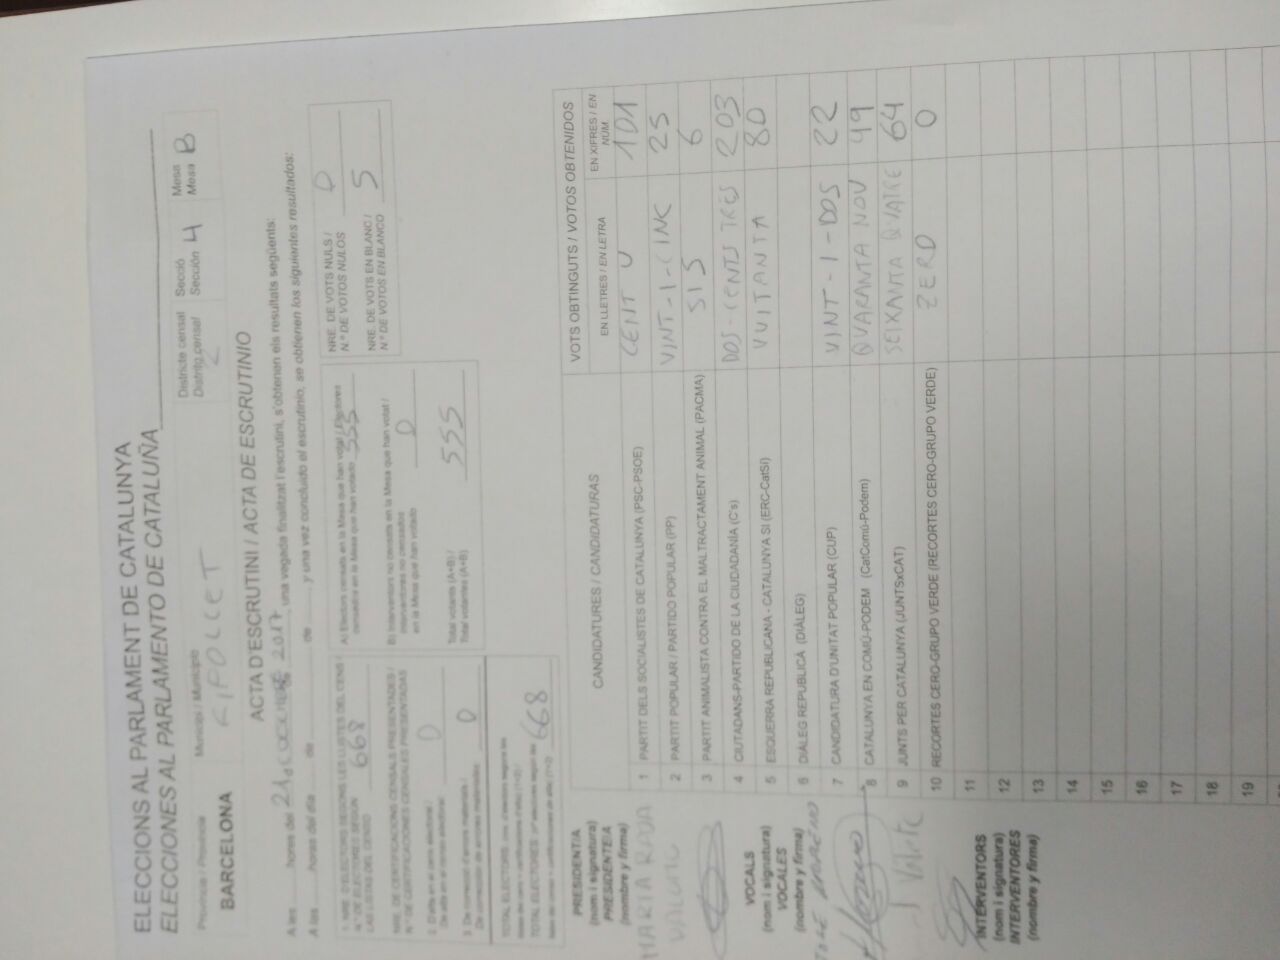 ELECCIONS AL PARLAMENT DE CATALUNYA
ELECCIONES AL PARLAMENTO DE CATALUÑA
Província / Provincia
BARCELONA
Municipi / Municipio
RIPOLLET
Districte censal
Distrito censal
2
Secció
Sección 4
Mesa
Mesa B
ACTA D'ESCRUTINI / ACTA DE ESCRUTINIO
A les hores del 21 de 2017, una vegada finalitzat l'escrutini, s'obtenen els resultats següents:
A las horas del día de de y una vez concluido el escrutinio, se obtienen los siguientes resultados:
1. NRE. D'ELECTORS SEGONS LES LLISTES DEL CENS /
N.º DE ELECTORES SEGÚN
LAS LISTAS DEL CENSO 668
NRE. DE CERTIFICACIONS CENSALS PRESENTADES /
N.º DE CERTIFICACIONES CENSALES PRESENTADAS
2. D'alta en el cens electoral /
De alta en el censo electoral 0
3. De correcció d'errors materials /
De corrección de errores materiales 0
TOTAL ELECTORS
TOTAL ELECTORES 668
A) Electors censats en la Mesa que han votat / Electores
censados en la Mesa que han votado 555
B) Interventors no censats en la Mesa que han votat /
Interventores no censados
en la Mesa que han votado 0
Total votants (A+B) /
Total votantes (A+B) 555
NRE. DE VOTS NULS /
N.º DE VOTOS NULOS 0
NRE. DE VOTS EN BLANC /
N.º DE VOTOS EN BLANCO 5
CANDIDATURES / CANDIDATURAS
VOTS OBTINGUTS / VOTOS OBTENIDOS
EN LLETRES / EN LETRA
EN XIFRES / EN NÚM
1 PARTIT DELS SOCIALISTES DE CATALUNYA (PSC-PSOE) CENT U 101
2 PARTIT POPULAR / PARTIDO POPULAR (PP) VINT-I-CINC 25
3 PARTIT ANIMALISTA CONTRA EL MALTRACTAMENT ANIMAL (PACMA) SIS 6
4 CIUTADANS-PARTIDO DE LA CIUDADANÍA (C's) DOS-CENTS TRES 203
5 ESQUERRA REPUBLICANA - CATALUNYA SI (ERC-CatSí) VUITANTA 80
6 DIÀLEG REPUBLICÀ (DIÀLEG)
7 CANDIDATURA D'UNITAT POPULAR (CUP) VINT-I-DOS 22
8 CATALUNYA EN COMÚ-PODEM (CatComú-Podem) QUARANTA NOU 49
9 JUNTS PER CATALUNYA (JUNTSxCAT) SEIXANTA QUATRE 64
10 RECORTES CERO-GRUPO VERDE (RECORTES CERO-GRUPO VERDE) ZERO 0
11
12
13
14
15
16
17
18
19
PRESIDENT/A
(nom i signatura)
PRESIDENTE/A
(nombre y firma)
MARIA
VOCALS
(nom i signatura)
VOCALES
(nombre y firma)
JOSE MORENO
INTERVENTORS
(nom i signatura)
INTERVENTORES
(nombre y firma)